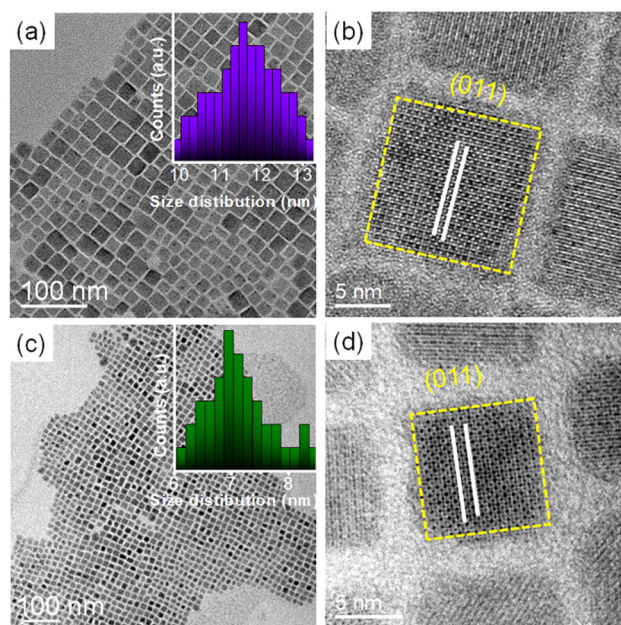 (a)
Counts (a.u.)
10 11 12 13
Size distibution (nm)
100 nm
(b)
(011)
5 nm
(c)
Counts (a.u.)
6 7 8
Size distibution (nm)
100 nm
(d)
(011)
5 nm